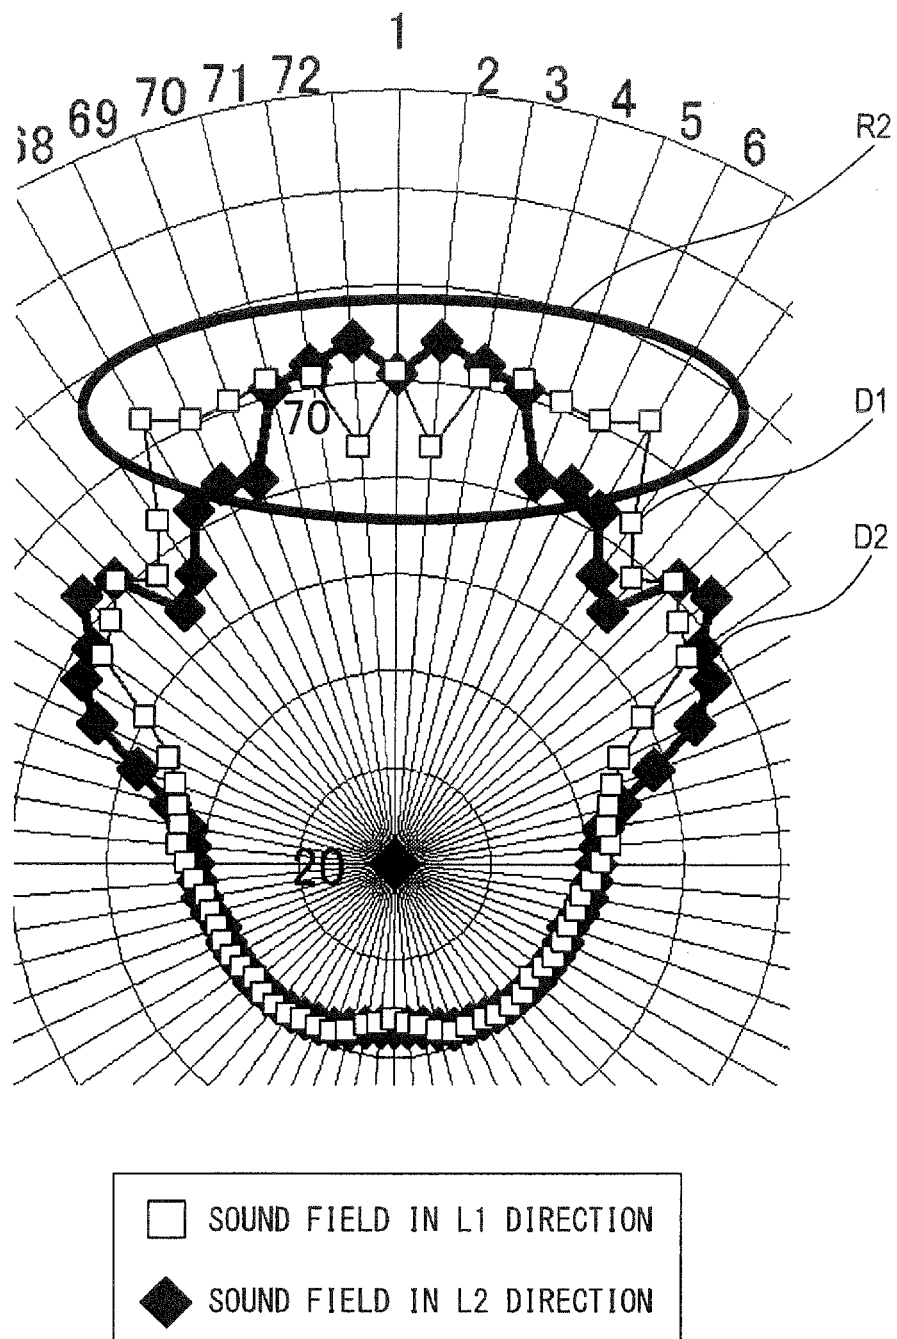 1
72
2
71
3
70
4
69
5
68
6
R2
70
D1
D2
20
SOUND FIELD IN L1 DIRECTION
SOUND FIELD IN L2 DIRECTION